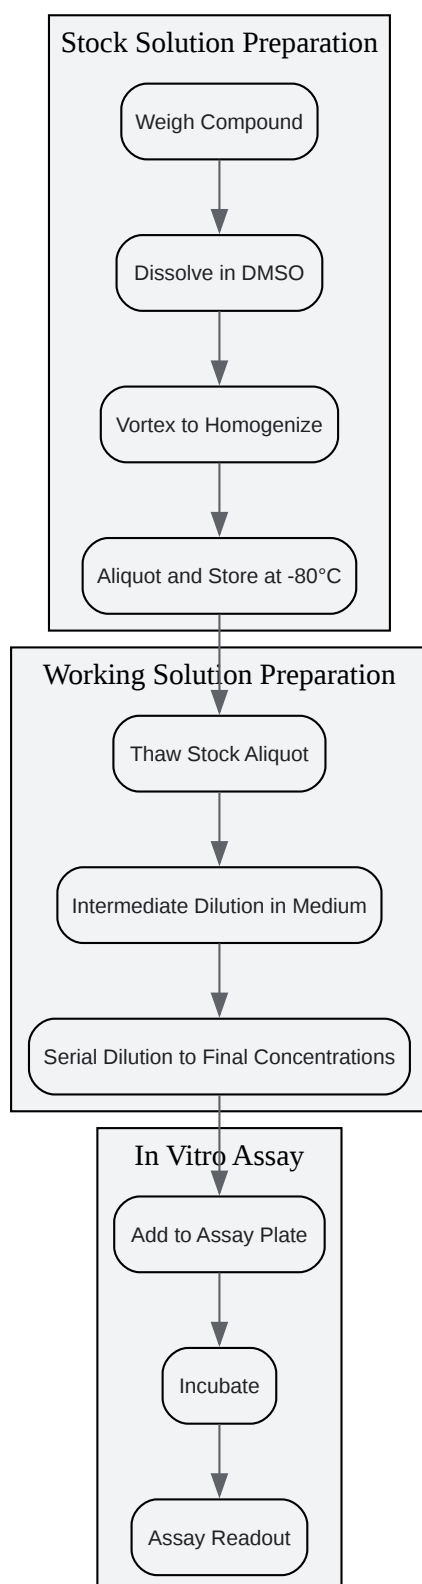 Stock Solution Preparation
Weigh Compound
Dissolve in DMSO
Vortex to Homogenize
Aliquot and Store at -80°C
Working Solution Preparation
Thaw Stock Aliquot
Intermediate Dilution in Medium
Serial Dilution to Final Concentrations
In Vitro Assay
Add to Assay Plate
Incubate
Assay Readout